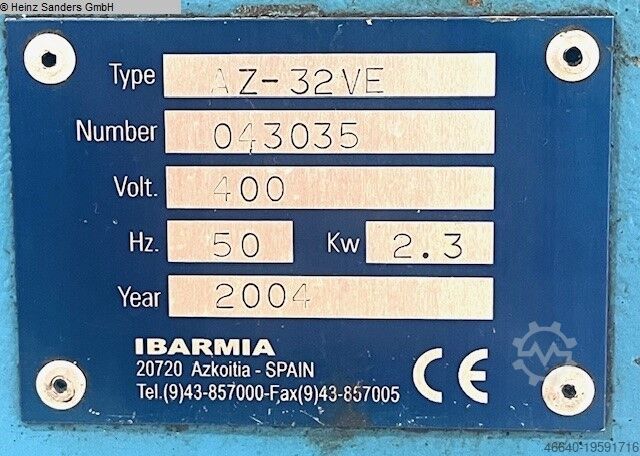 © Heinz Sanders GmbH
Type AZ-32VE
Number 043035
Volt. 400
Hz. 50 Kw 2.3
Year 2004
IBARMIA
20720 Azkoitia - SPAIN
Tel.(9)43-857000-Fax(9)43-857005
CE
46640-19591716